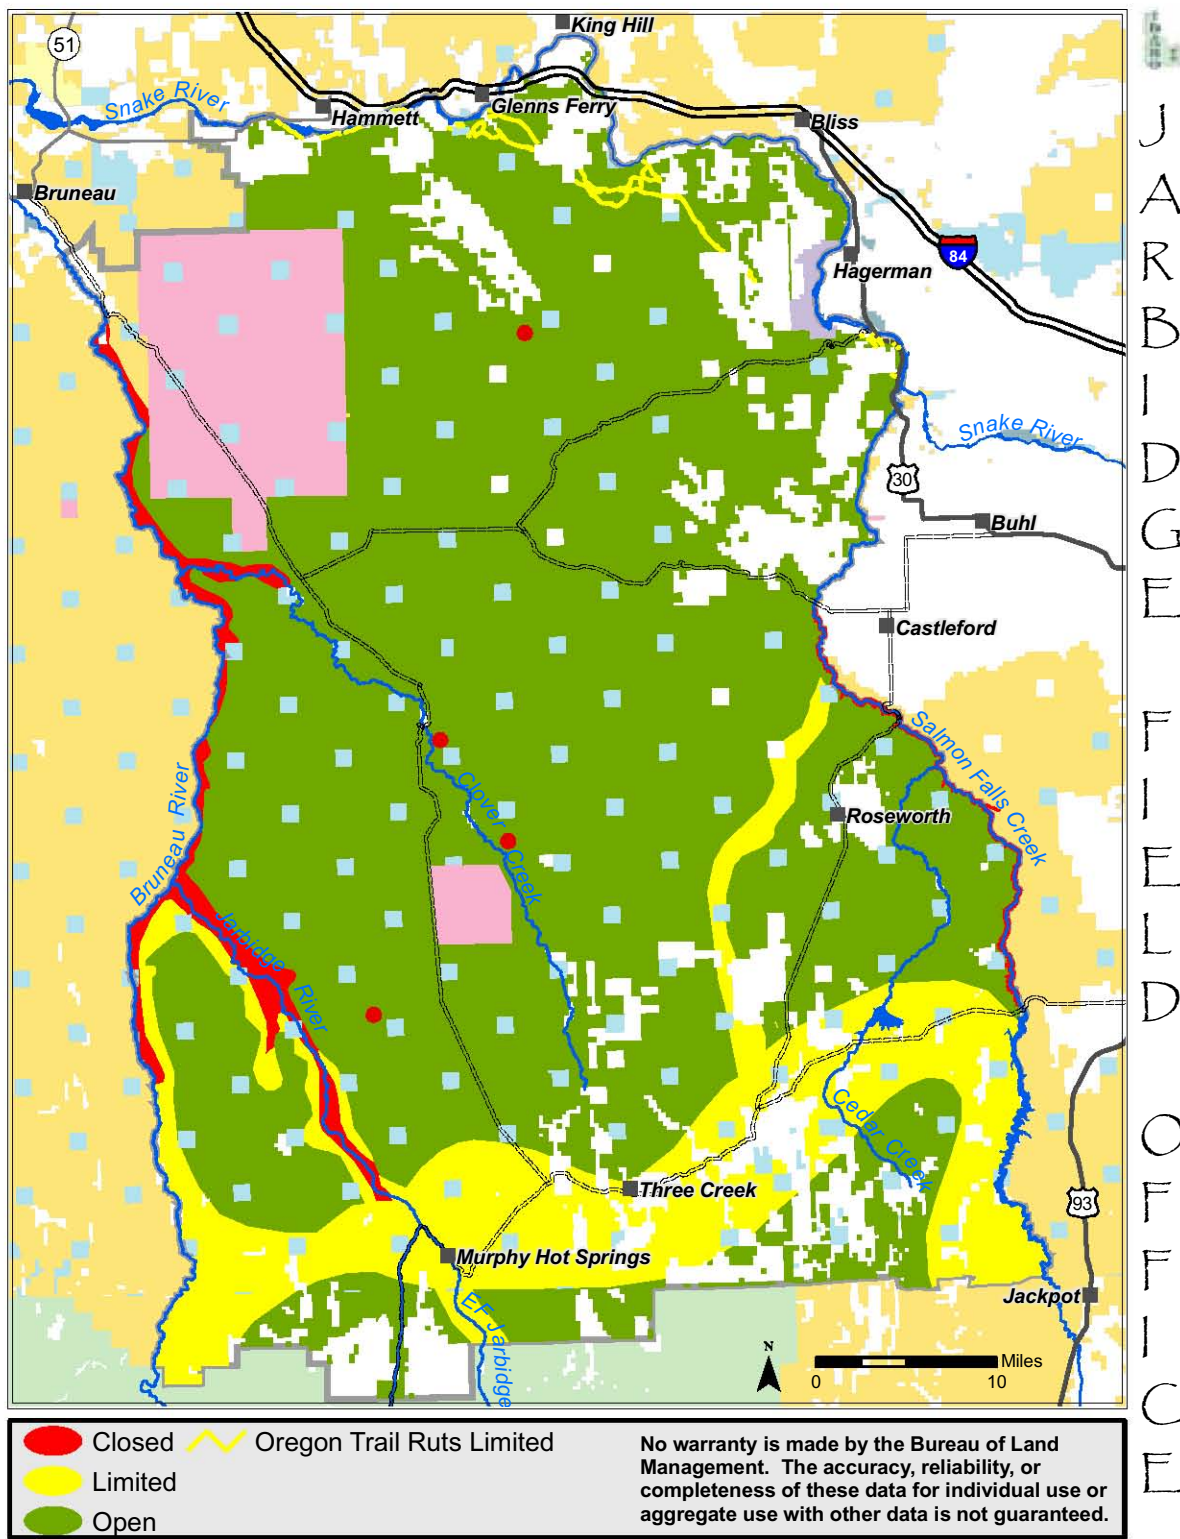 King Hill
51
Snake River
Hammett
Glenns Ferry
Bliss
Bruneau
84
Hagerman
Snake River
30
Buhl
Castleford
Salmon Falls Creek
Bruneau River
Clover Creek
Roseworth
Jarbidge River
Cedar Creek
Three Creek
93
Murphy Hot Springs
EF Jarbidge
Jackpot
N
Miles
0 10
JARBIDGE FIELD OFFICE
Closed Oregon Trail Ruts Limited
Limited
Open
No warranty is made by the Bureau of Land
Management. The accuracy, reliability, or
completeness of these data for individual use or
aggregate use with other data is not guaranteed.